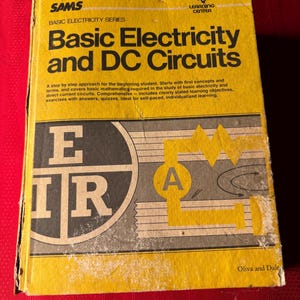 SAMS
LEARNING
CENTER
BASIC ELECTRICITY SERIES
Basic Electricity
and DC Circuits
A step by step approach for the beginning student. Starts with first concepts and
terms, and covers basic mathematics required in the study of basic electricity and
direct current circuits. Comprehensive – includes clearly stated learning objectives,
exercises with answers, quizzes. Ideal for self-paced, individualized learning.
E
I R
A
Oliva and Dale